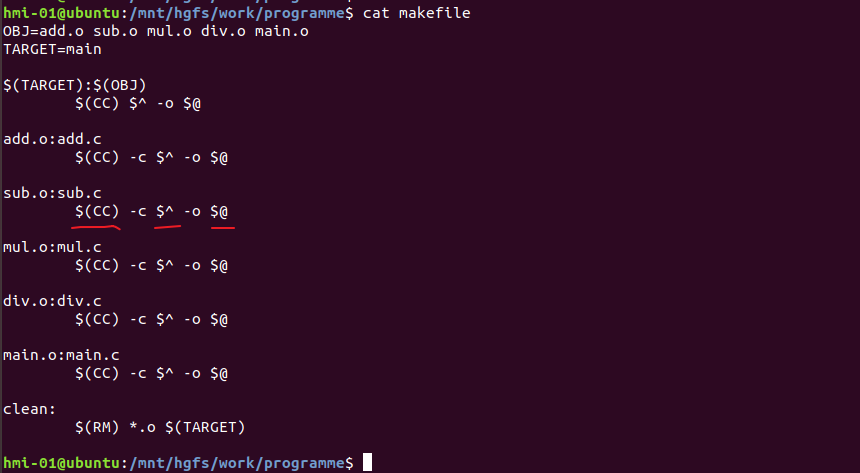 hmi-01@ubuntu:/mnt/hgfs/work/programme$ cat makefile
OBJ=add.o sub.o mul.o div.o main.o
TARGET=main
$(TARGET):$(OBJ)
$(CC) $^ -o $@
add.o:add.c
$(CC) -c $^ -o $@
sub.o:sub.c
$(CC) -c $^ -o $@
mul.o:mul.c
$(CC) -c $^ -o $@
div.o:div.c
$(CC) -c $^ -o $@
main.o:main.c
$(CC) -c $^ -o $@
clean:
$(RM) *.o $(TARGET)
hmi-01@ubuntu:/mnt/hgfs/work/programme$